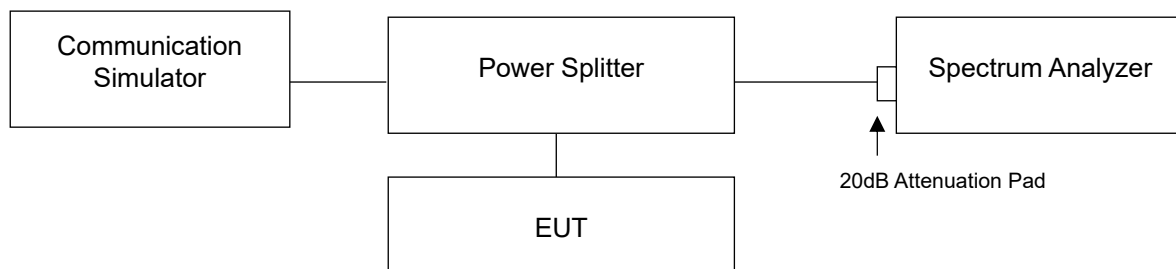 Communication
Simulator
Power Splitter
Spectrum Analyzer
20dB Attenuation Pad
EUT